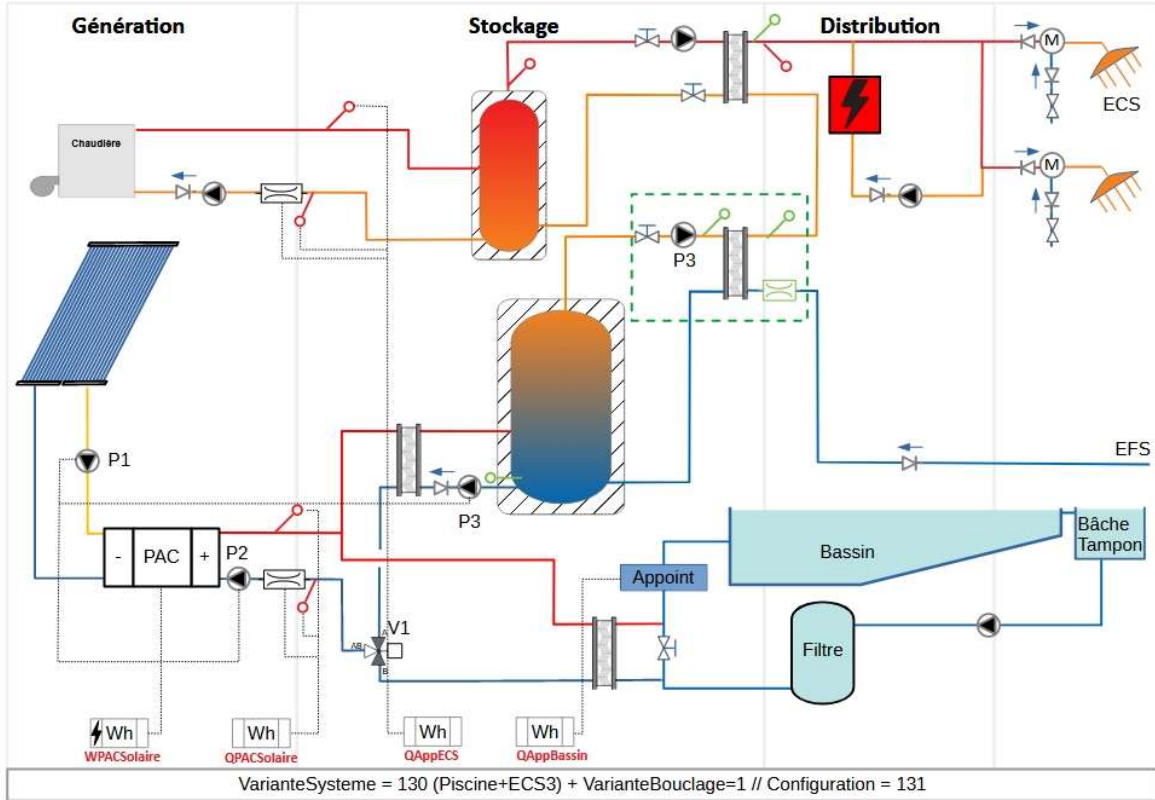 Génération
Stockage
Distribution
M
ECS
Chaudière
M
P3
P1
EFS
P3
- PAC +
P2
Bassin
Bâche
Tampon
Appoint
V1
A
AB
B
Filtre
Wh
WPACSolaire
Wh
QPACSolaire
Wh
QAppECS
Wh
QAppBassin
VarianteSysteme = 130 (Piscine+ECS3) + VarianteBouclage=1 // Configuration = 131